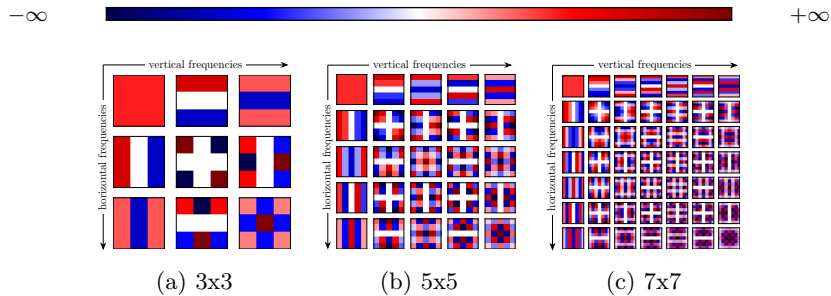 −∞ +∞
vertical frequencies vertical frequencies vertical frequencies
horizontal frequencies horizontal frequencies horizontal frequencies
(a) 3x3 (b) 5x5 (c) 7x7